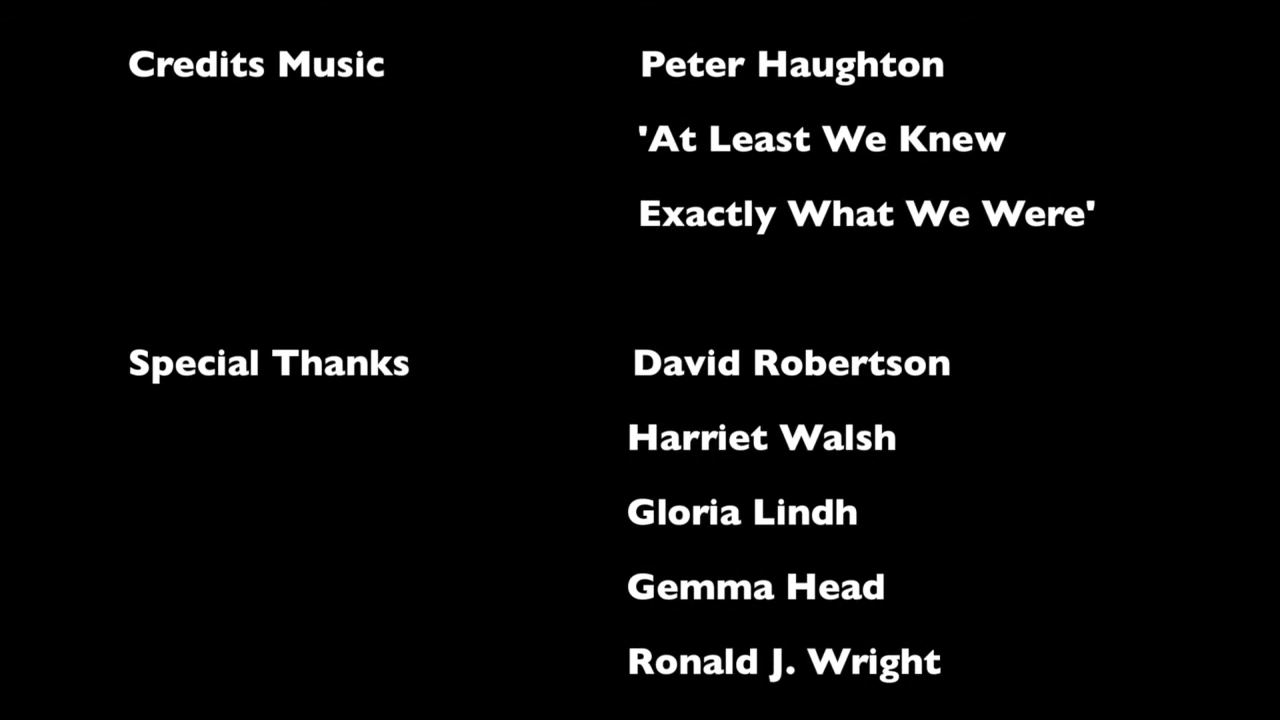 Credits Music Peter Haughton
'At Least We Knew
Exactly What We Were'
Special Thanks David Robertson
Harriet Walsh
Gloria Lindh
Gemma Head
Ronald J. Wright